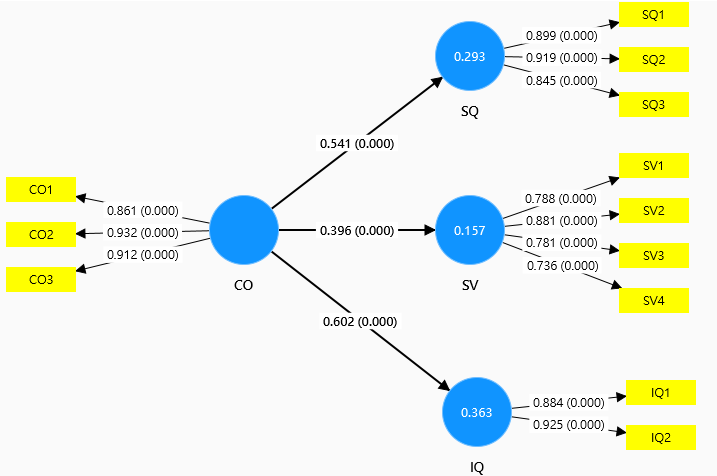 SQ1
0.899 (0.000)
0.293
0.919 (0.000)
SQ2
0.845 (0.000)
SQ3
SQ
0.541 (0.000)
SV1
CO1
0.788 (0.000)
0.861 (0.000)
SV2
0.881 (0.000)
CO2
0.932 (0.000)
0.396 (0.000)
0.157
0.781 (0.000)
SV3
0.912 (0.000)
0.736 (0.000)
CO3
CO
SV
SV4
0.602 (0.000)
IQ1
0.884 (0.000)
0.363
0.925 (0.000)
IQ2
IQ